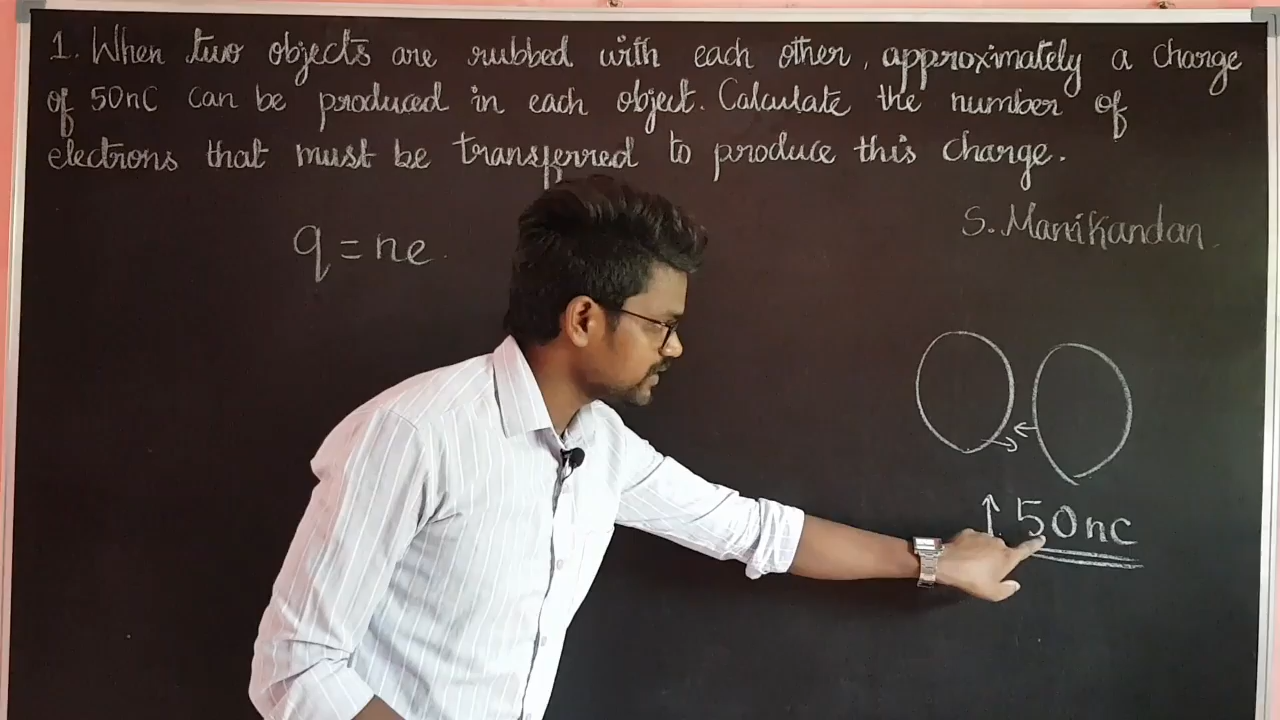 1. When two objects are rubbed with each other, approximately a charge
of 50nC can be produced in each object. Calculate the number of
electrons that must be transferred to produce this charge.
S. Manikandan
q = ne
50nc